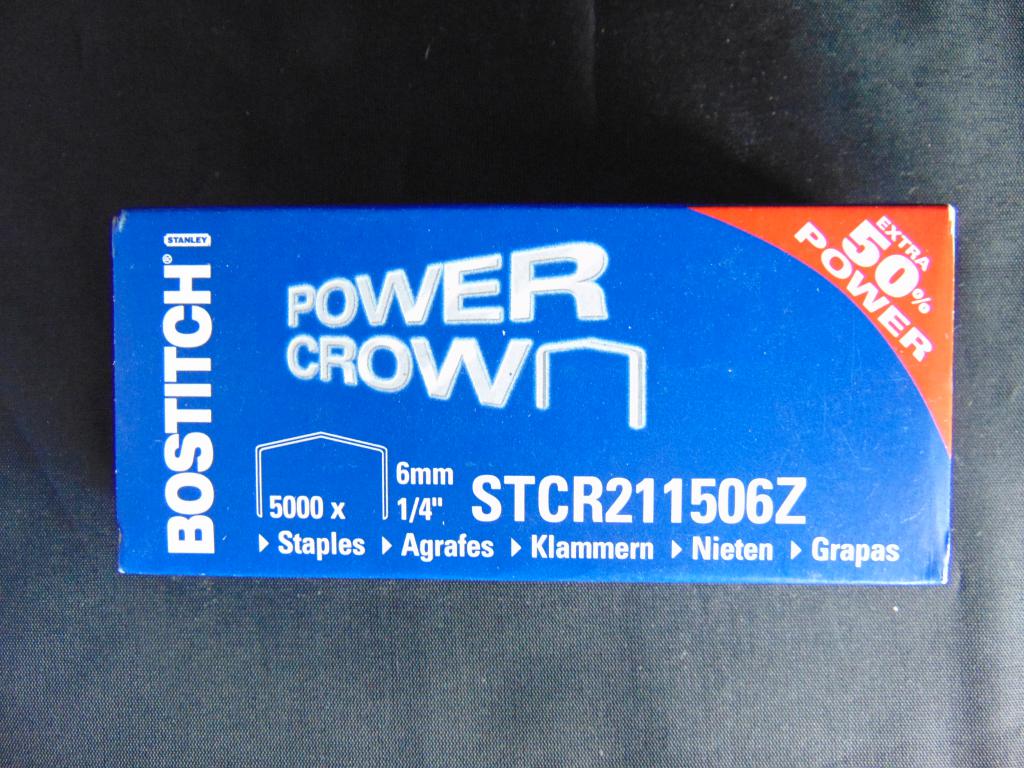 STANLEY
BOSTITCH®
POWER
CROWN
EXTRA
50%
POWER
5000 x
6mm
1/4"
STCR211506Z
Staples Agrafes Klammern Nieten Grapas